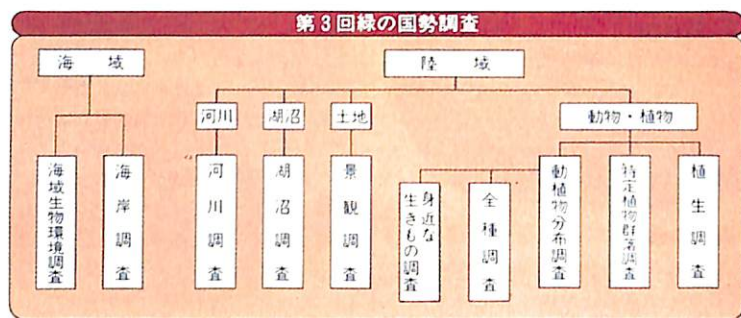 第3回緑の国勢調査
海域
陸域
河川
湖沼
土地
動物・植物
海域生物環境調査
海岸調査
河川調査
湖沼調査
景観調査
身近な
生きもの調査
全種調査
動植物分布調査
特定植物群落調査
植生調査